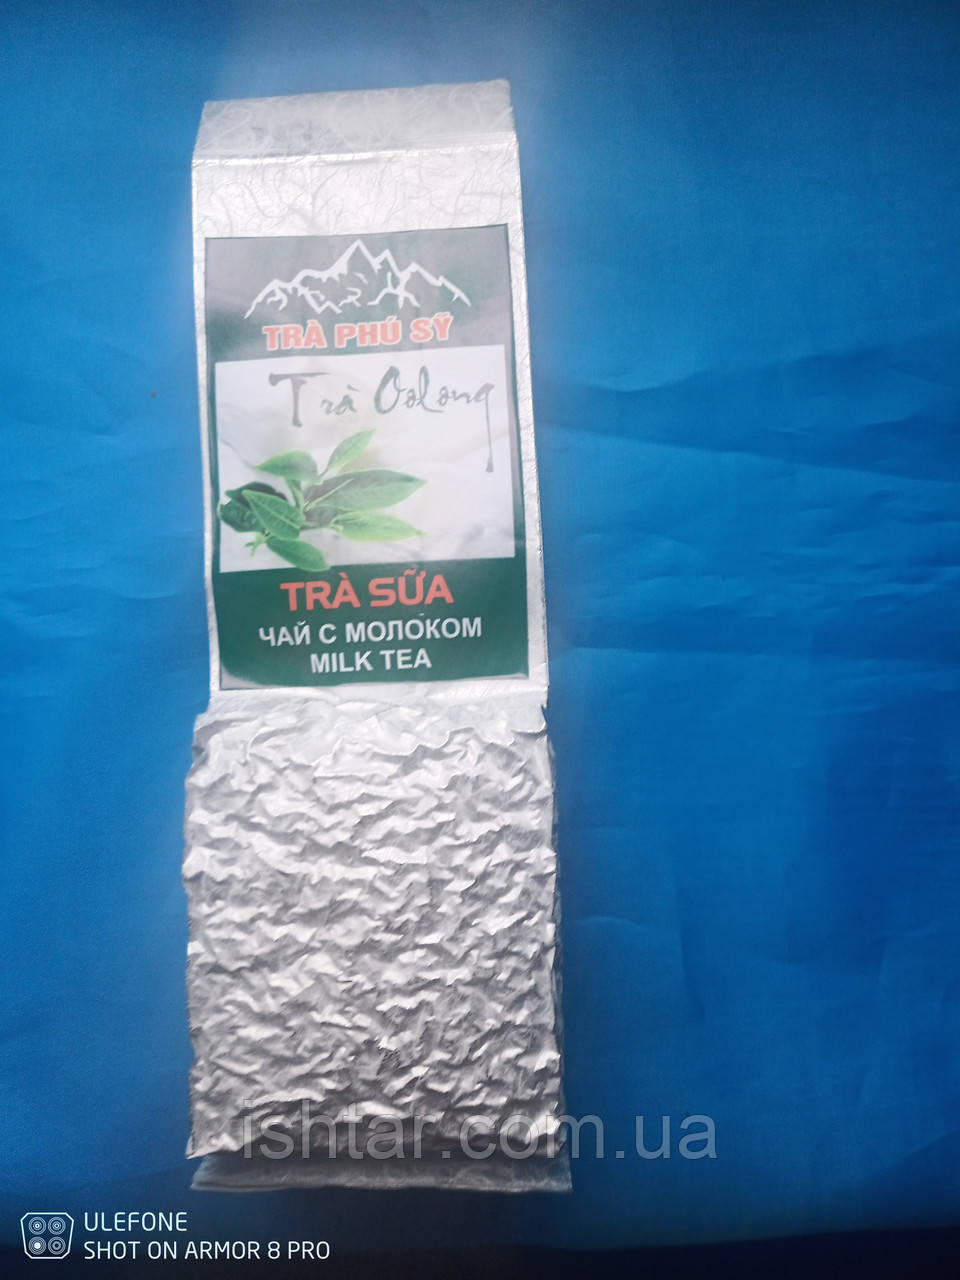 TRÀ PHÚ SỸ
Trà Oolong
TRÀ SỮA
ЧАЙ С МОЛОКОМ
MILK TEA
ishtar.com.ua
ULEFONE
SHOT ON ARMOR 8 PRO